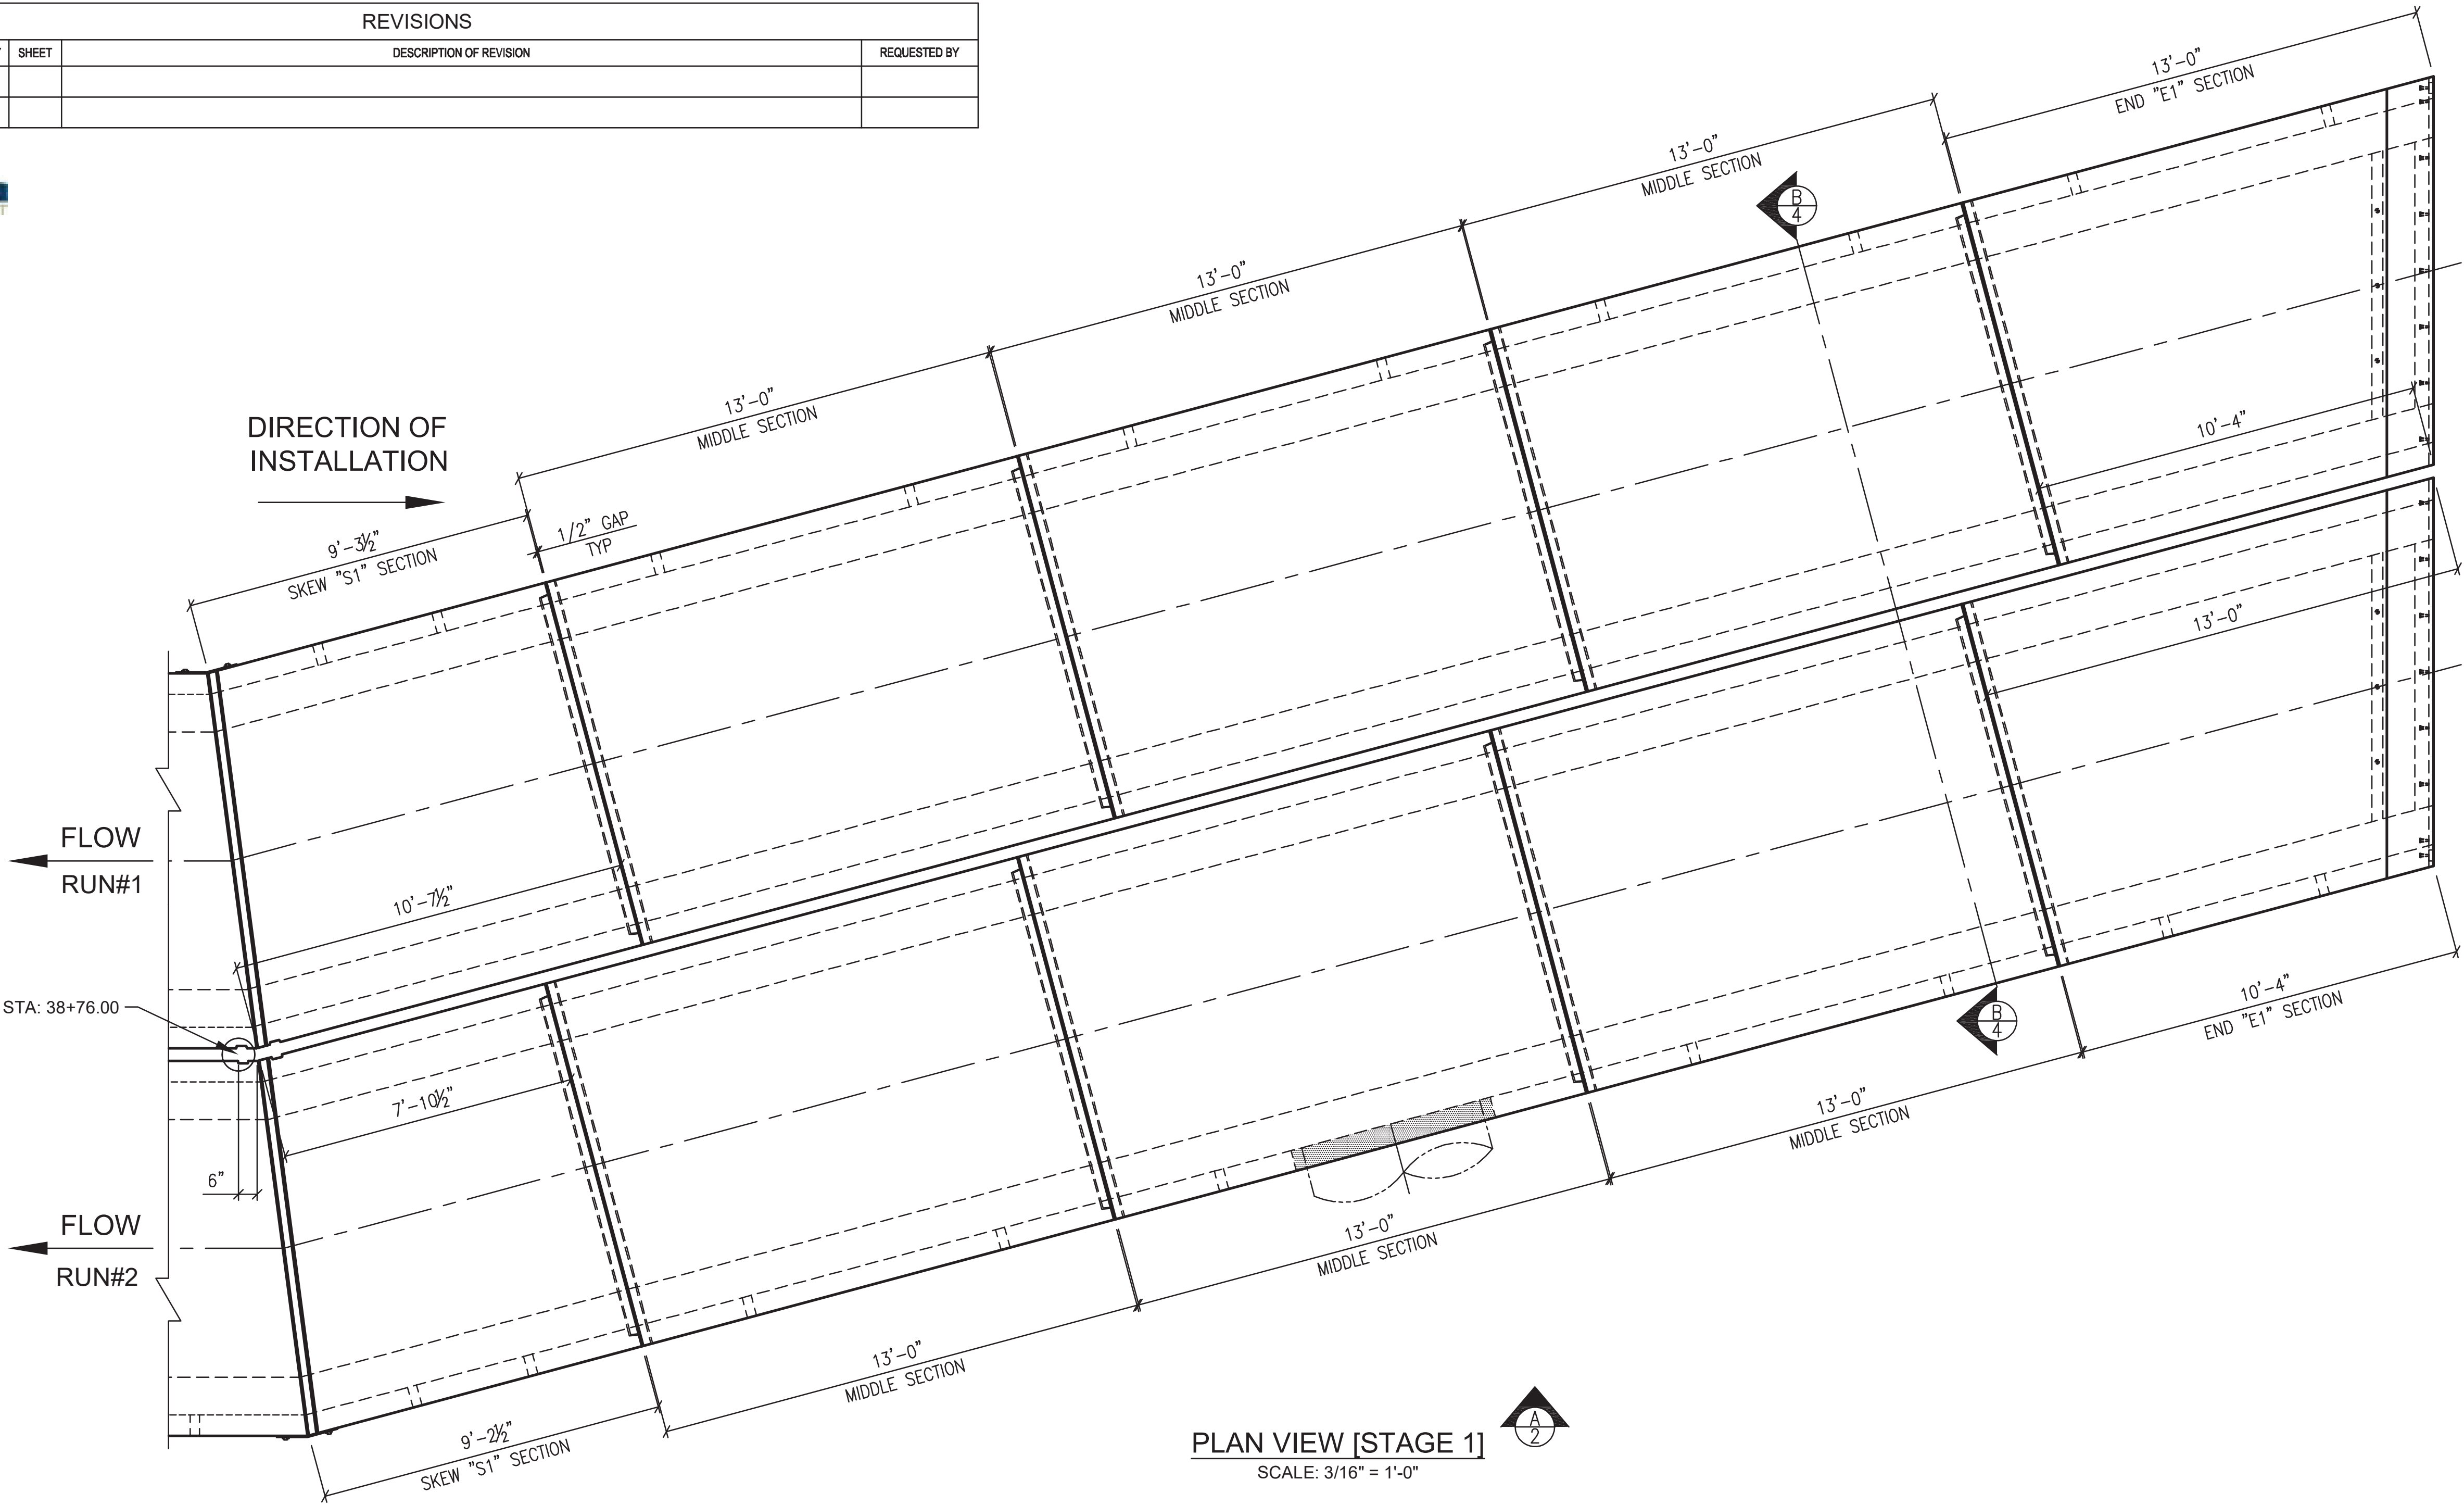 REVISIONS
SHEET DESCRIPTION OF REVISION REQUESTED BY
13'-0"
END "E1" SECTION
13'-0"
MIDDLE SECTION
B
4
13'-0"
MIDDLE SECTION
13'-0"
MIDDLE SECTION
DIRECTION OF
INSTALLATION
10'-4"
1/2" GAP
TYP
9'-3½"
SKEW "S1" SECTION
13'-0"
FLOW
RUN#1
10'-7½"
STA: 38+76.00
B
4
10'-4"
END "E1" SECTION
7'-10½"
13'-0"
MIDDLE SECTION
6"
FLOW
RUN#2
13'-0"
MIDDLE SECTION
13'-0"
MIDDLE SECTION
9'-2½"
SKEW "S1" SECTION
A
2
PLAN VIEW [STAGE 1]
SCALE: 3/16" = 1'-0"